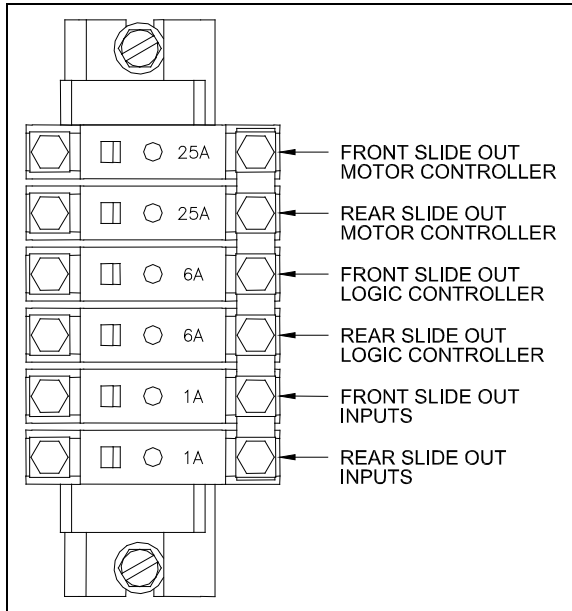 25A FRONT SLIDE OUT
MOTOR CONTROLLER
25A REAR SLIDE OUT
MOTOR CONTROLLER
6A FRONT SLIDE OUT
LOGIC CONTROLLER
6A REAR SLIDE OUT
LOGIC CONTROLLER
1A FRONT SLIDE OUT
INPUTS
1A REAR SLIDE OUT
INPUTS